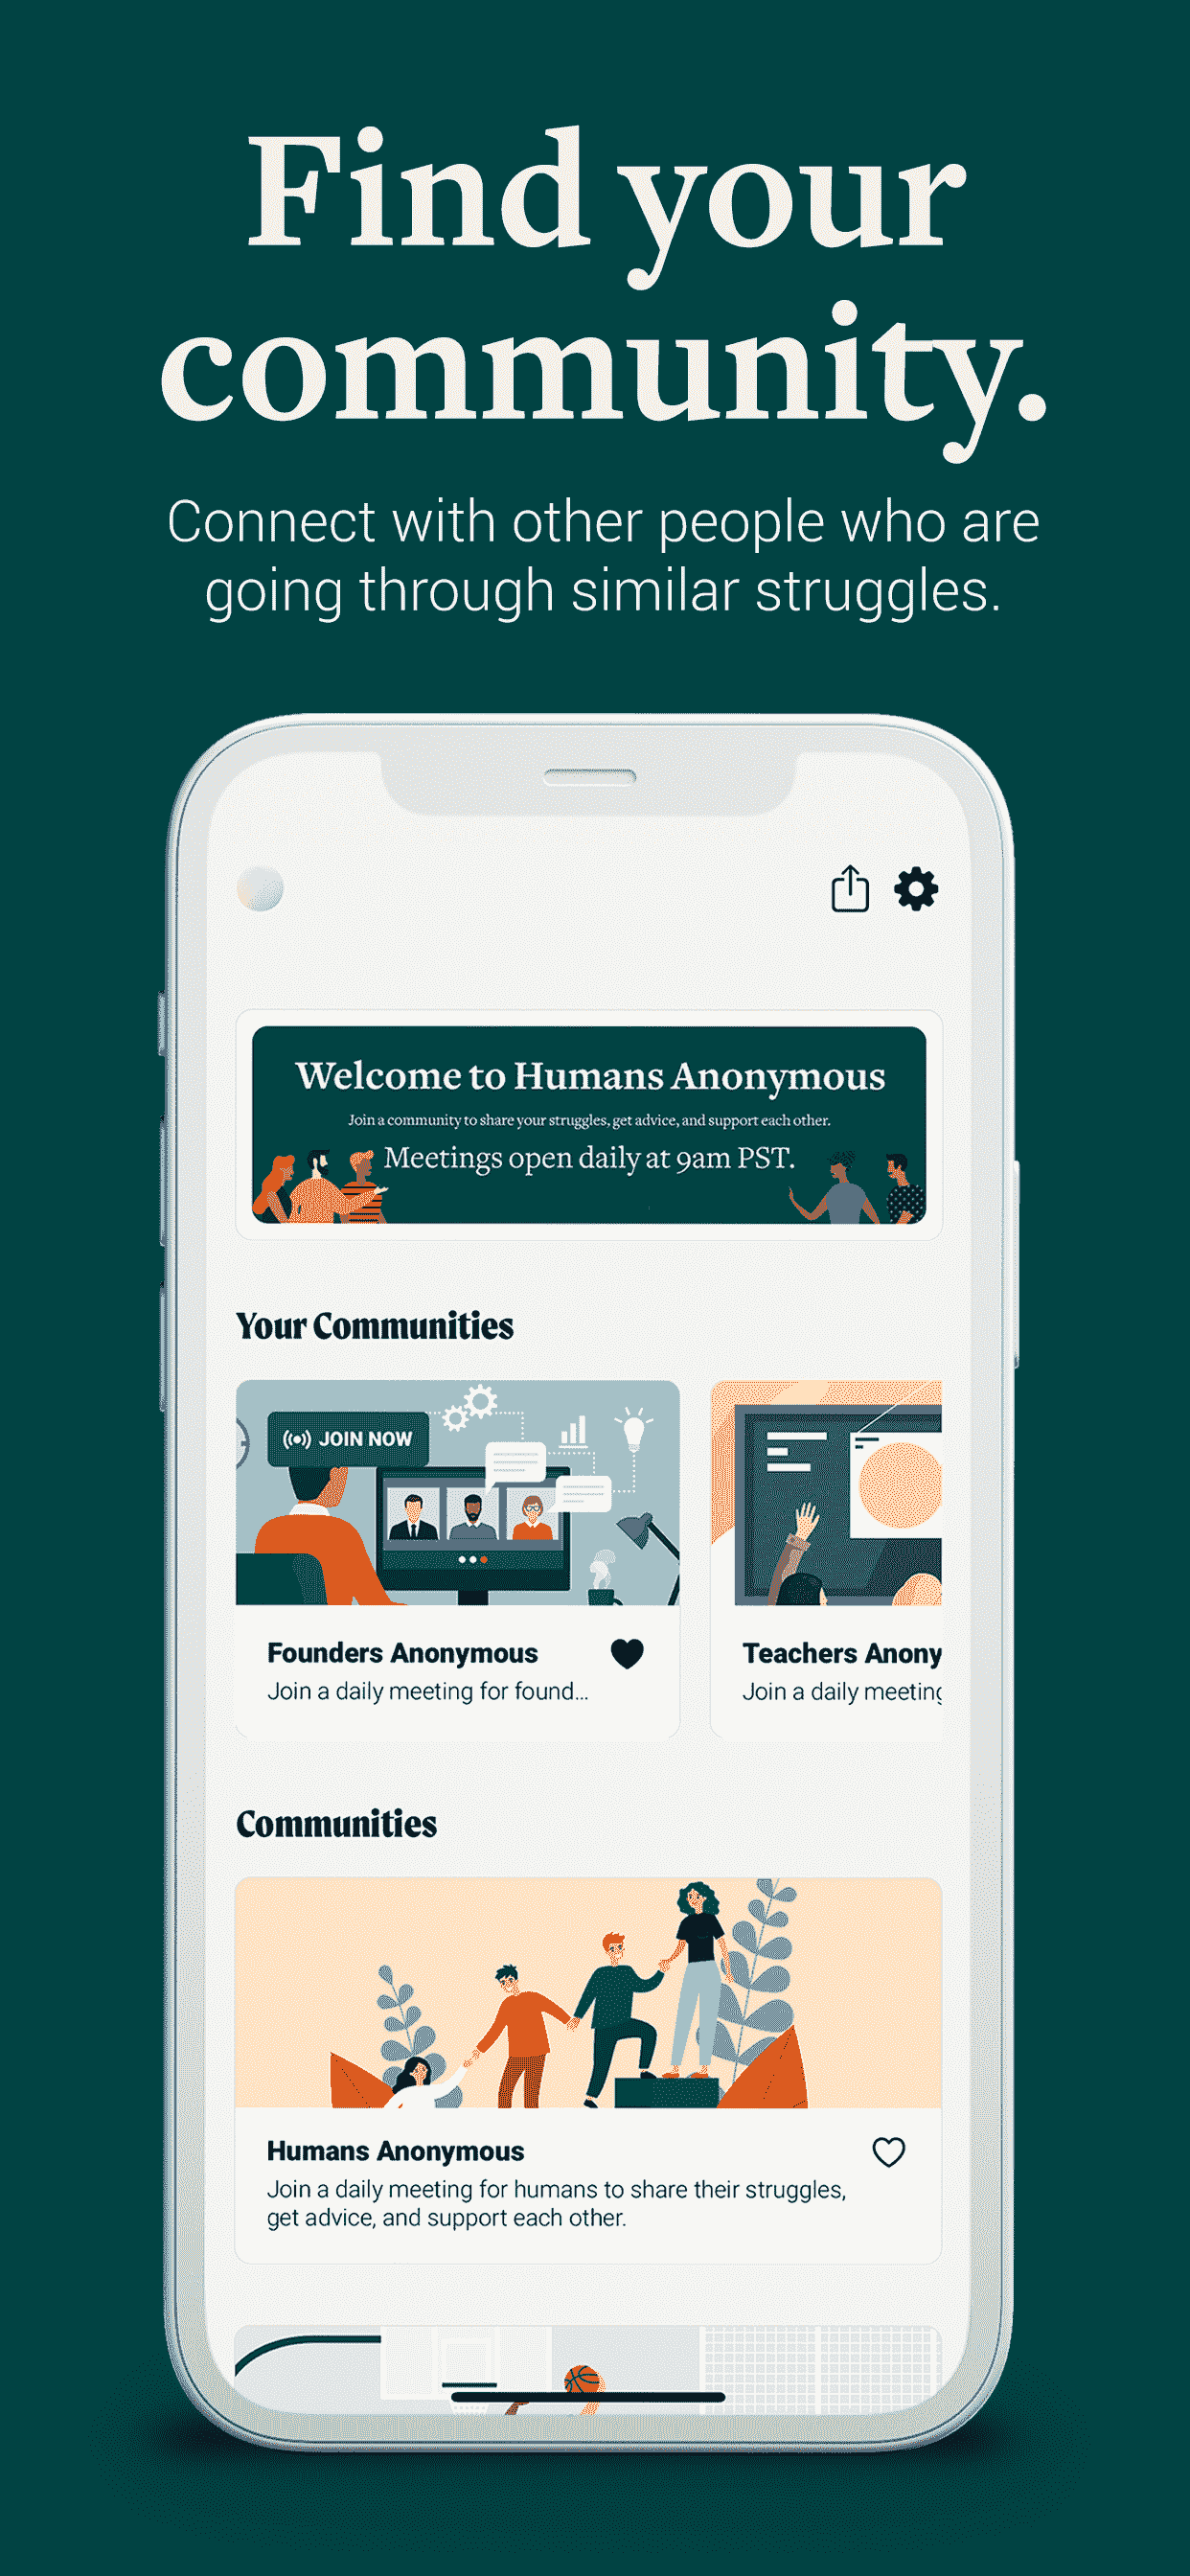 Find your
community.
Connect with other people who are
going through similar struggles.
Welcome to Humans Anonymous
Join a community to share your struggles, get advice, and support each other.
Meetings open daily at 9am PST.
Your Communities
JOIN NOW
Founders Anonymous
Join a daily meeting for found...
Teachers Anony
Join a daily meeting
Communities
Humans Anonymous
Join a daily meeting for humans to share their struggles,
get advice, and support each other.